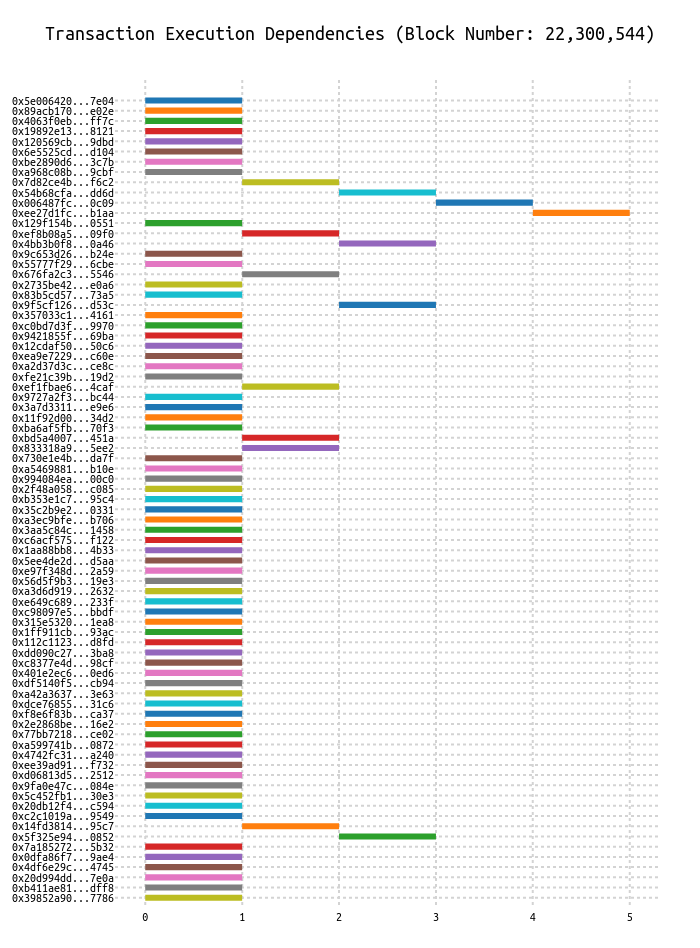 Transaction Execution Dependencies (Block Number: 22,300,544)
0x5e006420...7e04
0x89acb170...e02e
0x4063f0eb...ff7c
0x19892e13...8121
0x120569cb...9dbd
0x6e5525cd...d104
0xbe2890d6...3c7b
0xa968c08b...9cbf
0x7d82ce4b...f6c2
0x54b68cfa...dd6d
0x006487fc...0c09
0xee27d1fc...b1aa
0x129f154b...0551
0xef8b08a5...09f0
0x4bb3b0f8...0a46
0x9c653d26...b24e
0x55777f29...6cbe
0x676fa2c3...5546
0x2735be42...e0a6
0x83b5cd57...73a5
0x9f5cf126...d53c
0x357033c1...4161
0xc0bd7d3f...9970
0x9421855f...69ba
0x12cdaf50...50c6
0xea9e7229...c60e
0xa2d37d3c...ce8c
0xfe21c39b...19d2
0xef1fbae6...4caf
0x9727a2f3...bc44
0x3a7d3311...e9e6
0x11f92d00...34d2
0xba6af5fb...70f3
0xbd5a4007...451a
0x833318a9...5ee2
0x730e1e4b...da7f
0xa5469881...b10e
0x994084ea...00c0
0x2f48a058...c085
0xb353e1c7...95c4
0x35c2b9e2...0331
0xa3ec9bfe...b706
0x3aa5c84c...1458
0xc6acf575...f122
0x1aa88bb8...4b33
0x5ee4de2d...d5aa
0xe97f348d...2a59
0x56d5f9b3...19e3
0xa3d6d919...2632
0xe649c689...233f
0xc98097e5...bbdf
0x315e5320...1ea8
0x1ff911cb...93ac
0x112c1123...d8fd
0xdd090c27...3ba8
0xc8377e4d...98cf
0x401e2ec6...0ed6
0xdf5140f5...cb94
0xa42a3637...3e63
0xdce76855...31c6
0xf8e6f83b...ca37
0x2e2868be...16e2
0x77bb7218...ce02
0xa599741b...0872
0x4742fc31...a240
0xee39ad91...f732
0xd06813d5...2512
0x9fa0e47c...084e
0x5c452fb1...30e3
0x20db12f4...c594
0xc2c1019a...9549
0x14fd3814...95c7
0x5f325e94...0852
0x7a185272...5b32
0x0dfa86f7...9ae4
0x4df6e29c...4745
0x20d994dd...7e0a
0xb411ae81...dff8
0x39852a90...7786
0 1 2 3 4 5